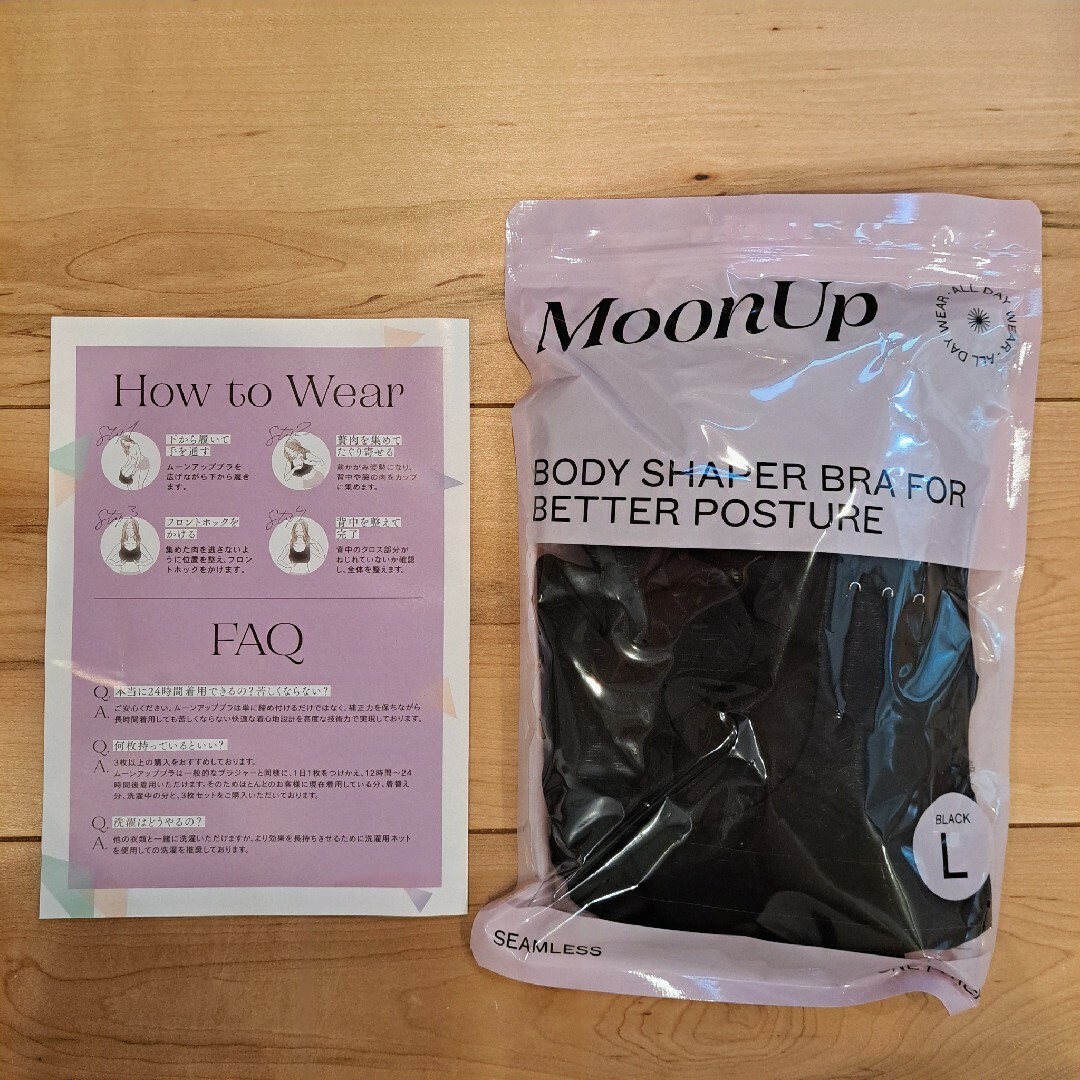 How to Wear
Step1
下から履いて
手を通す
ムーンアップブラを
広げながら下から履き
ます。
Step2
贅肉を集めて
たぐり寄せる
前かがみ姿勢になり、
背中や脇の肉をカップ
に集めます。
Step3
フロントホックを
かける
集めた肉を逃さないよ
うに位置を整え、フロン
トホックをかけます。
Step4
背中を整えて
完了
背中のクロス部分が
ねじれていないか確認
し、全体を整えます。
FAQ
Q. 本当に24時間着用できるの？苦しくならない？
A. ご安心ください。ムーンアップブラは単に締め付けるだけではなく、補正力を保ちながら
長時間着用しても苦しくならない快適な着心地設計を高度な技術力で実現しております。
Q. 何枚持っているといい？
A. 3枚以上の購入をおすすめしております。
ムーンアップブラは一般的なブラジャーと同様に、1日1枚をつけかえ、12時間〜24
時間後着用いただけます。そのためほとんどのお客様に現在着用している分、着替え
分、洗濯中の分と、3枚セットをご購入いただいております。
Q. 洗濯はどうやるの？
A. 他の衣類と一緒に洗濯いただけますが、より効果を長持ちさせるために洗濯用ネット
を使用しての洗濯を推奨しております。
MoonUp
ALL DAY WEAR · ALL DAY WEAR ·
BODY SHAPER BRA FOR
BETTER POSTURE
BLACK
L
SEAMLESS